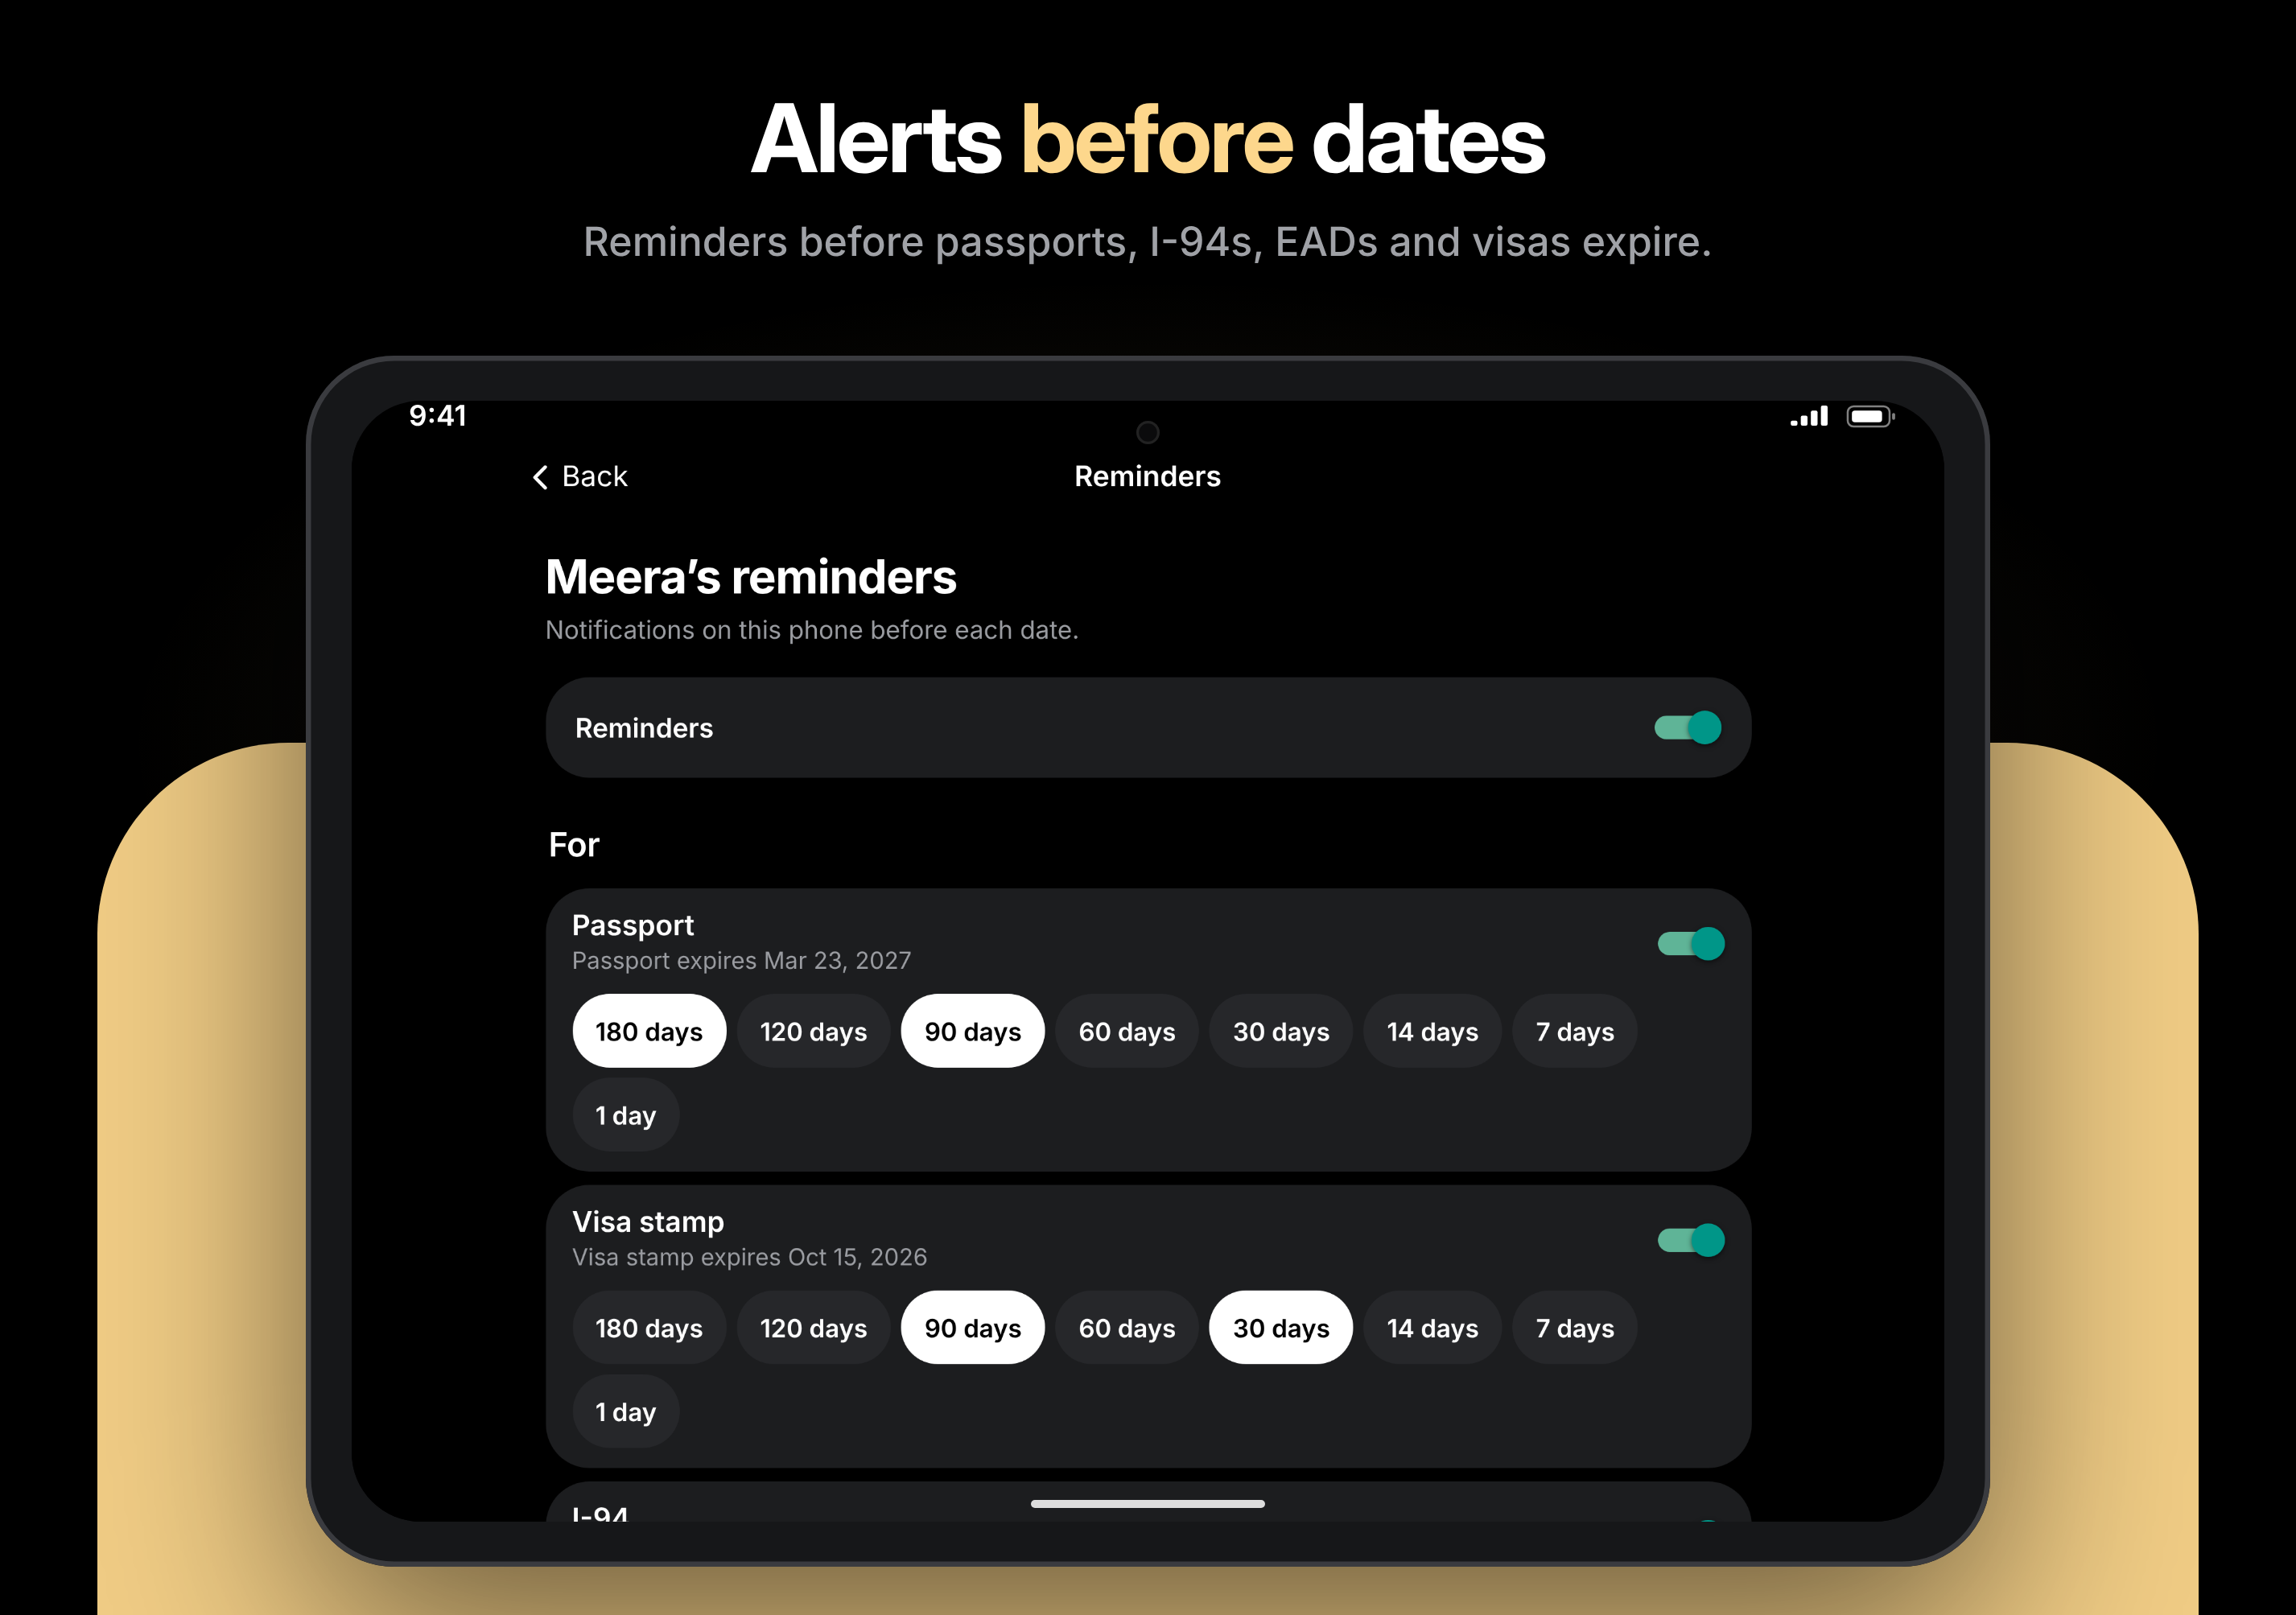 Alerts before dates
Reminders before passports, I-94s, EADs and visas expire.
9:41
Back
Reminders
Meera’s reminders
Notifications on this phone before each date.
Reminders
For
Passport
Passport expires Mar 23, 2027
180 days 120 days 90 days 60 days 30 days 14 days 7 days
1 day
Visa stamp
Visa stamp expires Oct 15, 2026
180 days 120 days 90 days 60 days 30 days 14 days 7 days
1 day
I-94